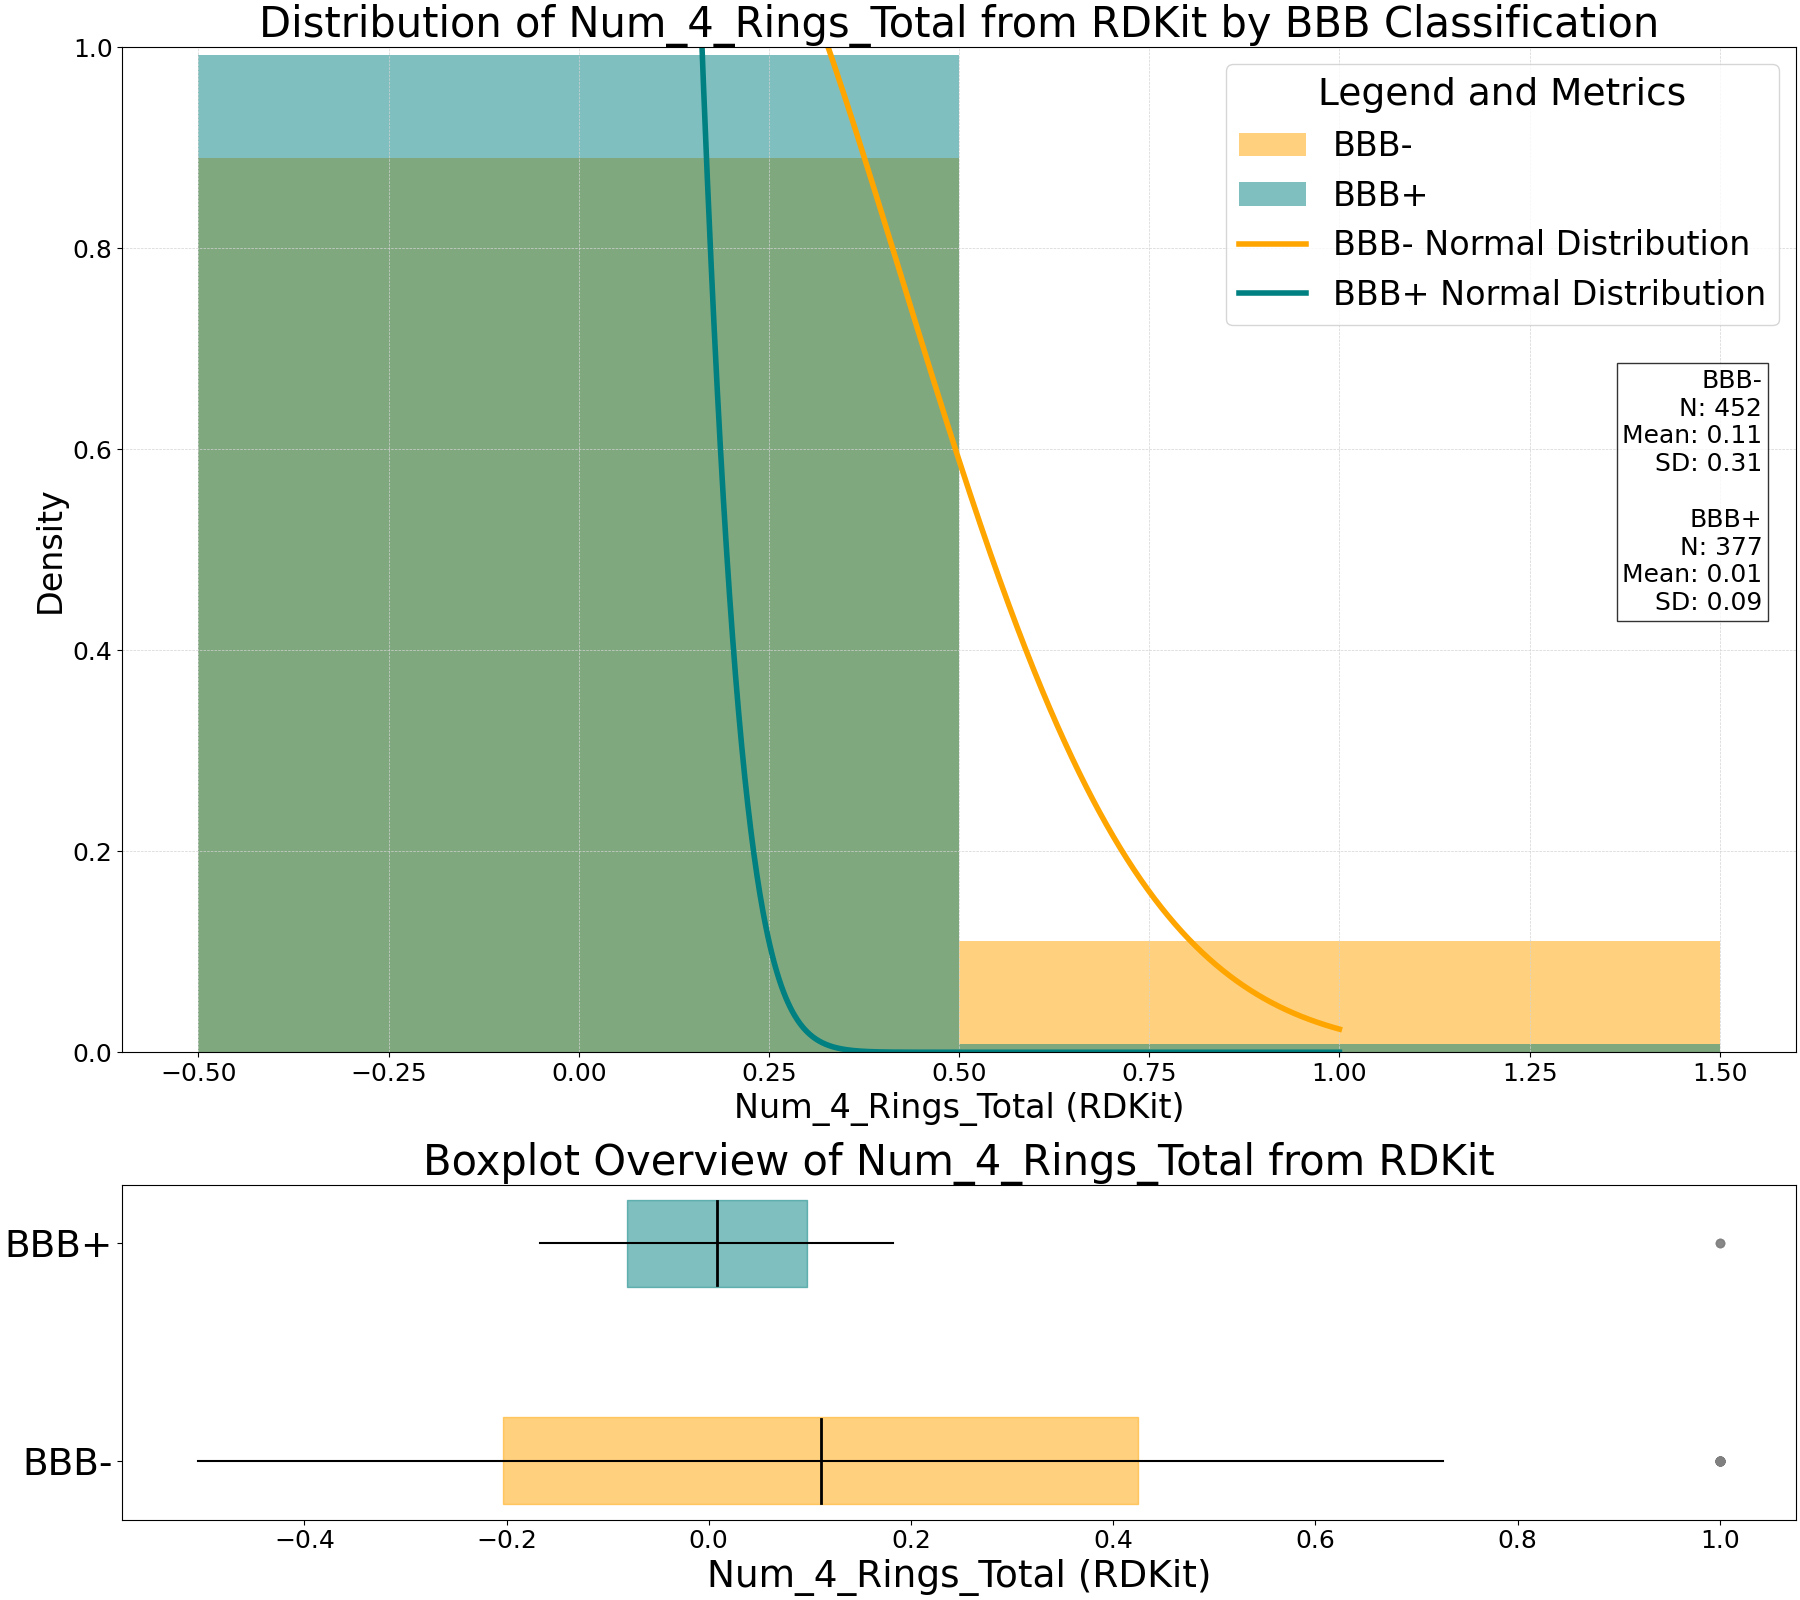 Distribution of Num_4_Rings_Total from RDKit by BBB Classification
1.0
0.8
0.6
0.4
0.2
0.0
Density
Legend and Metrics
BBB-
BBB+
BBB- Normal Distribution
BBB+ Normal Distribution
BBB-
N: 452
Mean: 0.11
SD: 0.31
BBB+
N: 377
Mean: 0.01
SD: 0.09
−0.50 −0.25 0.00 0.25 0.50 0.75 1.00 1.25 1.50
Num_4_Rings_Total (RDKit)
Boxplot Overview of Num_4_Rings_Total from RDKit
BBB+
BBB-
−0.4 −0.2 0.0 0.2 0.4 0.6 0.8 1.0
Num_4_Rings_Total (RDKit)